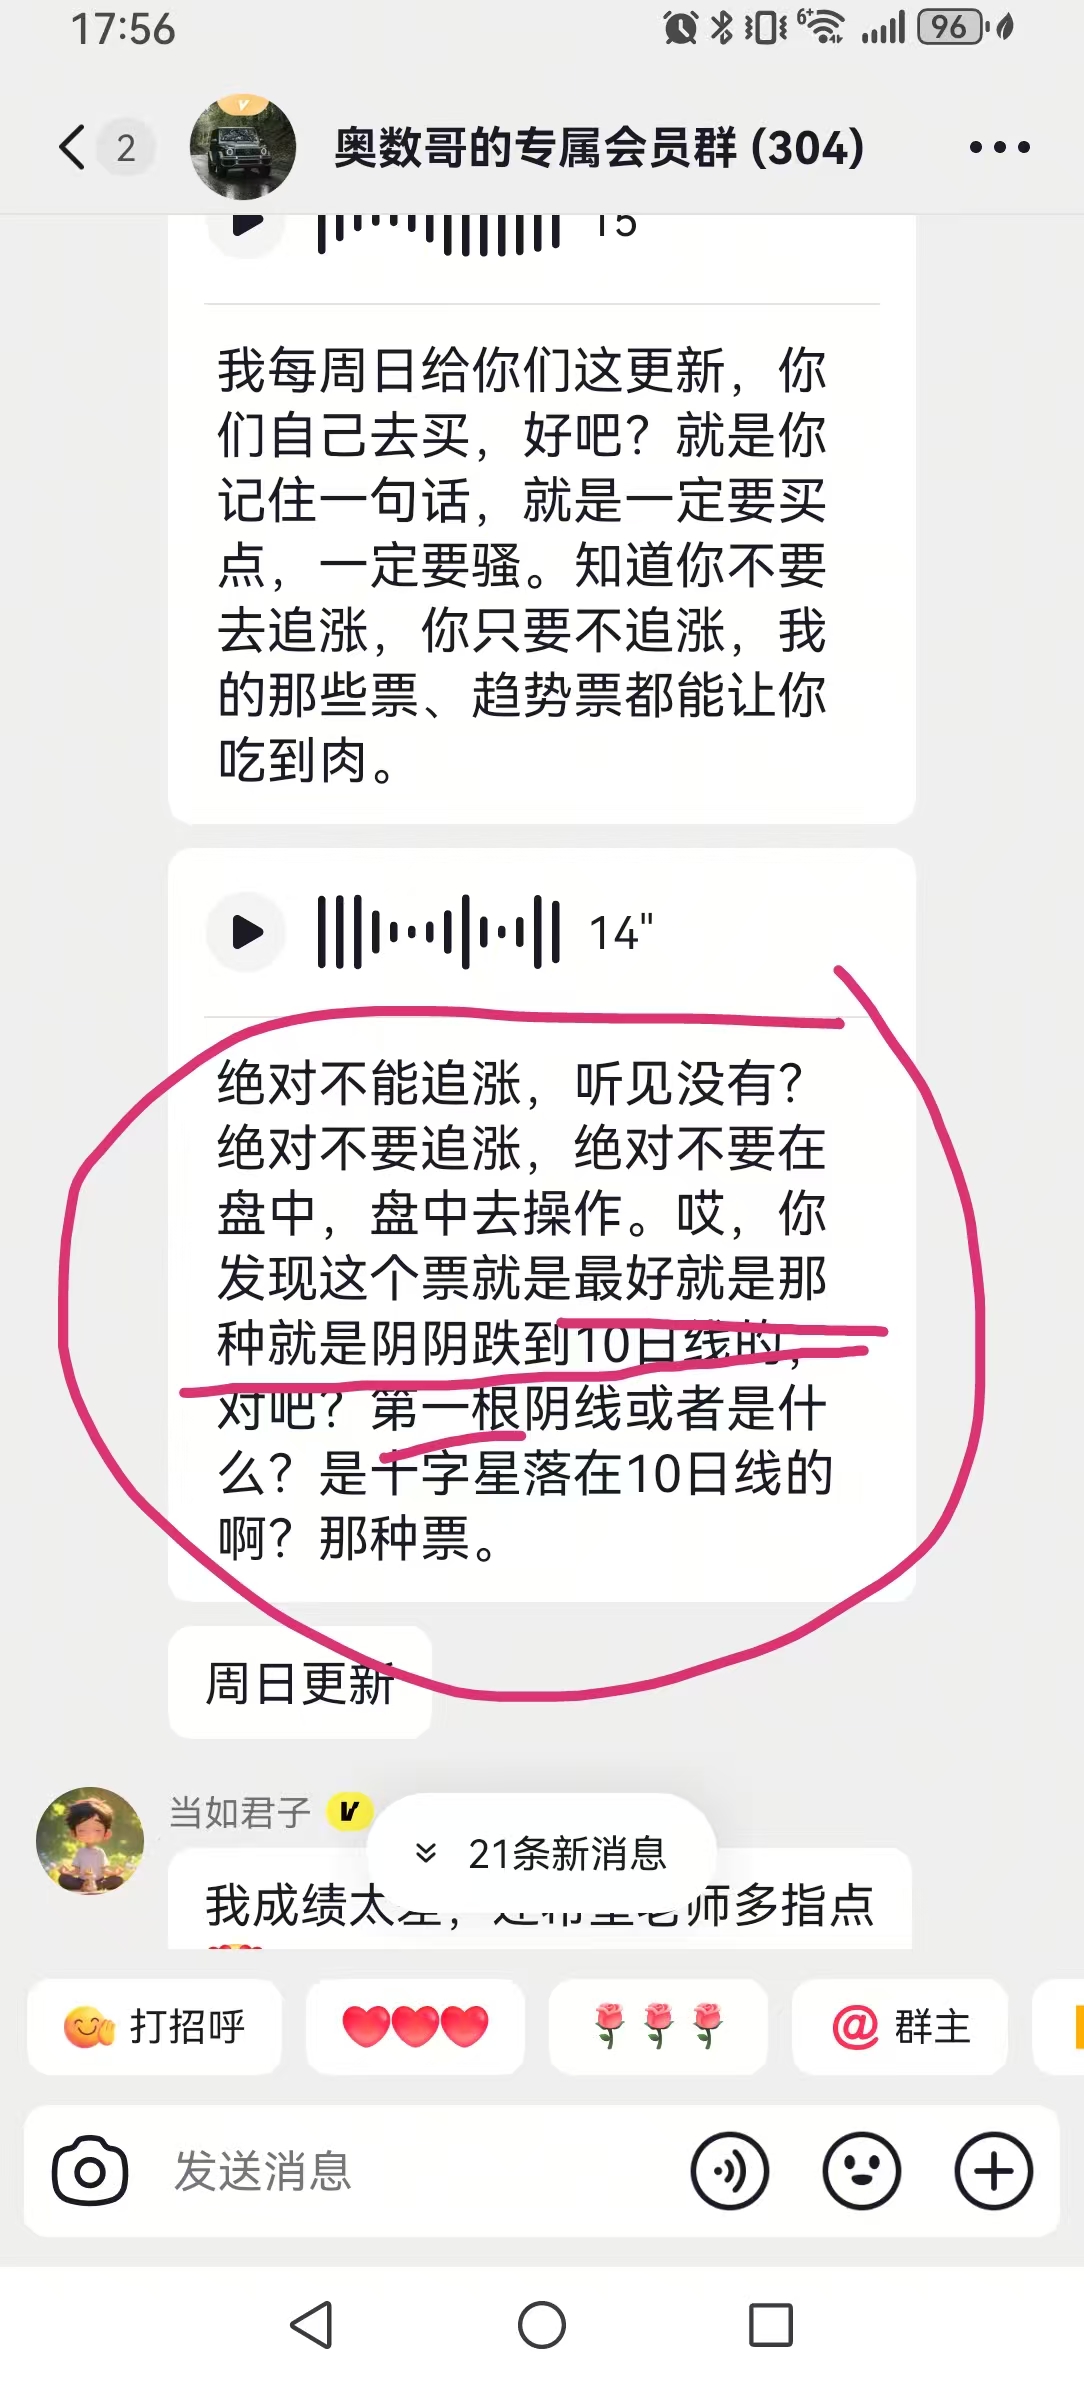 17:56
6+
96
2
奥数哥的专属会员群 (304)
15
我每周日给你们这更新，你
们自己去买，好吧？就是你
记住一句话，就是一定要买
点，一定要骚。知道你不要
去追涨，你只要不追涨，我
的那些票、趋势票都能让你
吃到肉。
14"
绝对不能追涨，听见没有？
绝对不要追涨，绝对不要在
盘中，盘中去操作。哎，你
发现这个票就是最好就是那
种就是阴阴跌到10日线的，
对吧？第一根阴线或者是什
么？是十字星落在10日线的
啊？那种票。
周日更新
当如君子
21条新消息
我成绩太差，还希望老师多指点
打招呼
@ 群主
发送消息